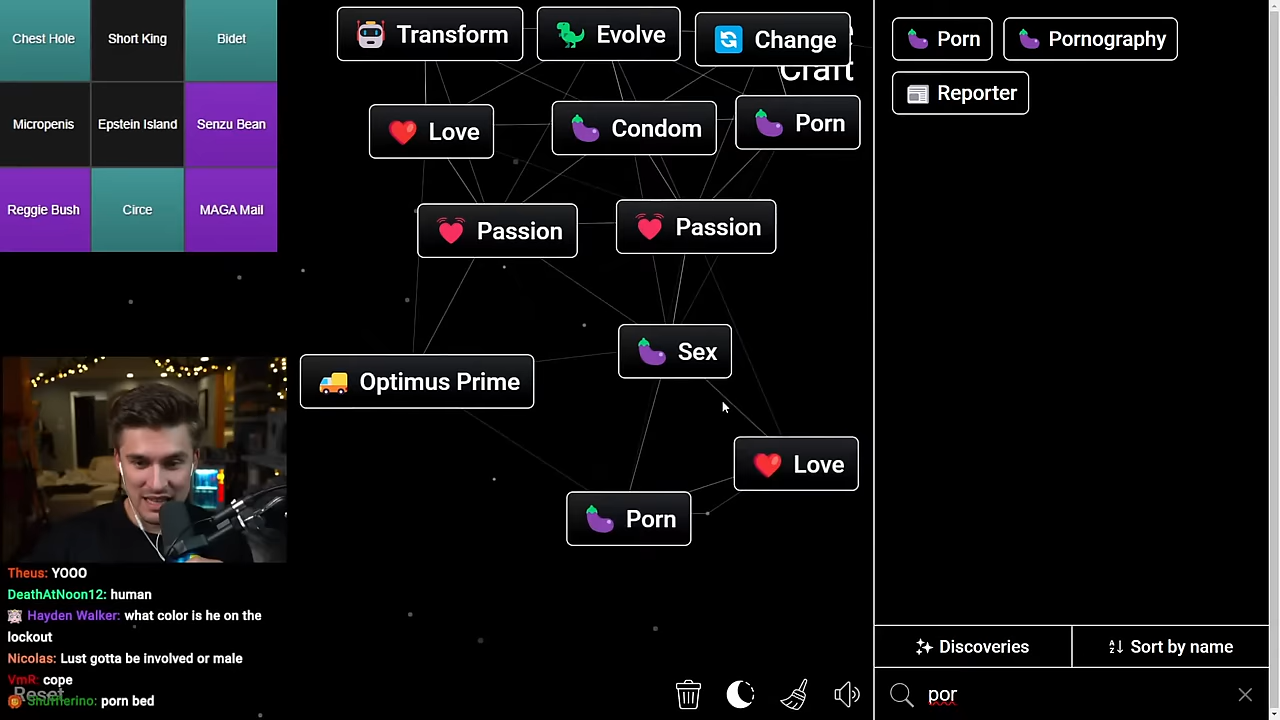 Chest Hole
Short King
Bidet
Micropenis
Epstein Island
Senzu Bean
Reggie Bush
Circe
MAGA Mail
Transform
Evolve
Change
Craft
Love
Condom
Porn
Passion
Passion
Sex
Optimus Prime
Love
Porn
Porn
Pornography
Reporter
Discoveries
Sort by name
por
Theus: YOOO
DeathAtNoon12: human
Hayden Walker: what color is he on the
lockout
Nicolas: Lust gotta be involved or male
VmR: cope
Reset
porn bed